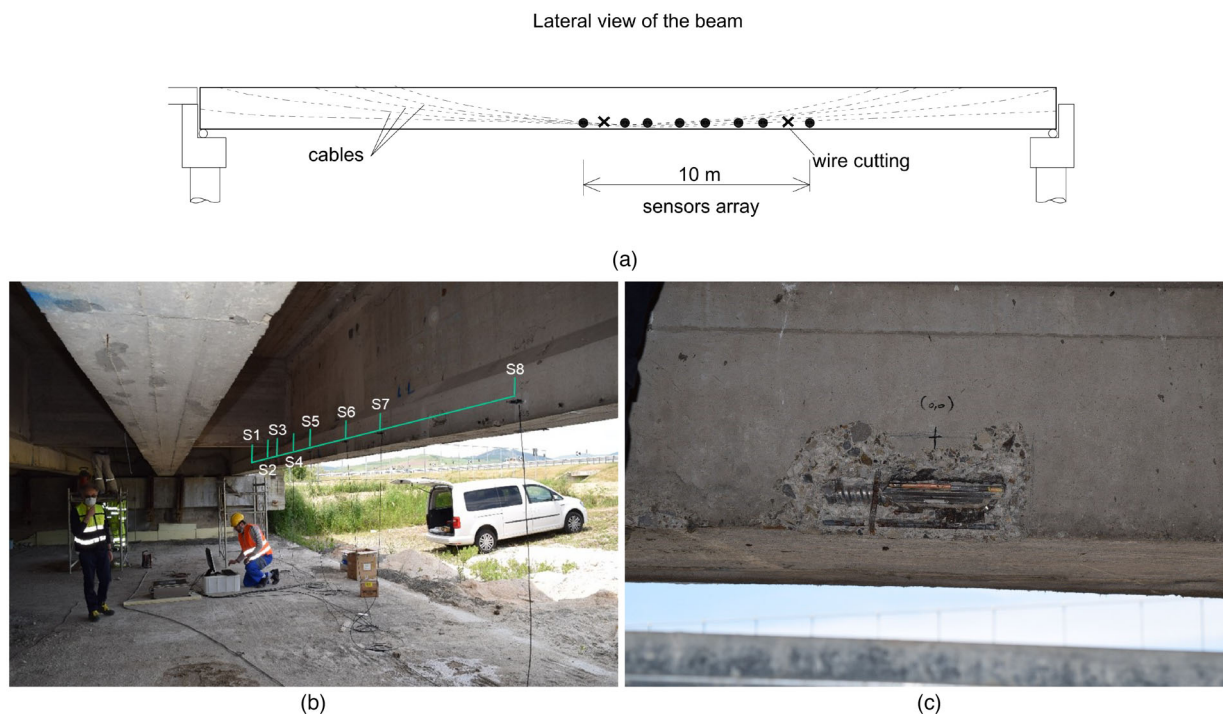 Lateral view of the beam
cables
wire cutting
10 m
sensors array
(a)
S1
S2
S3
S4
S5
S6
S7
S8
(0,0)
(b)
(c)